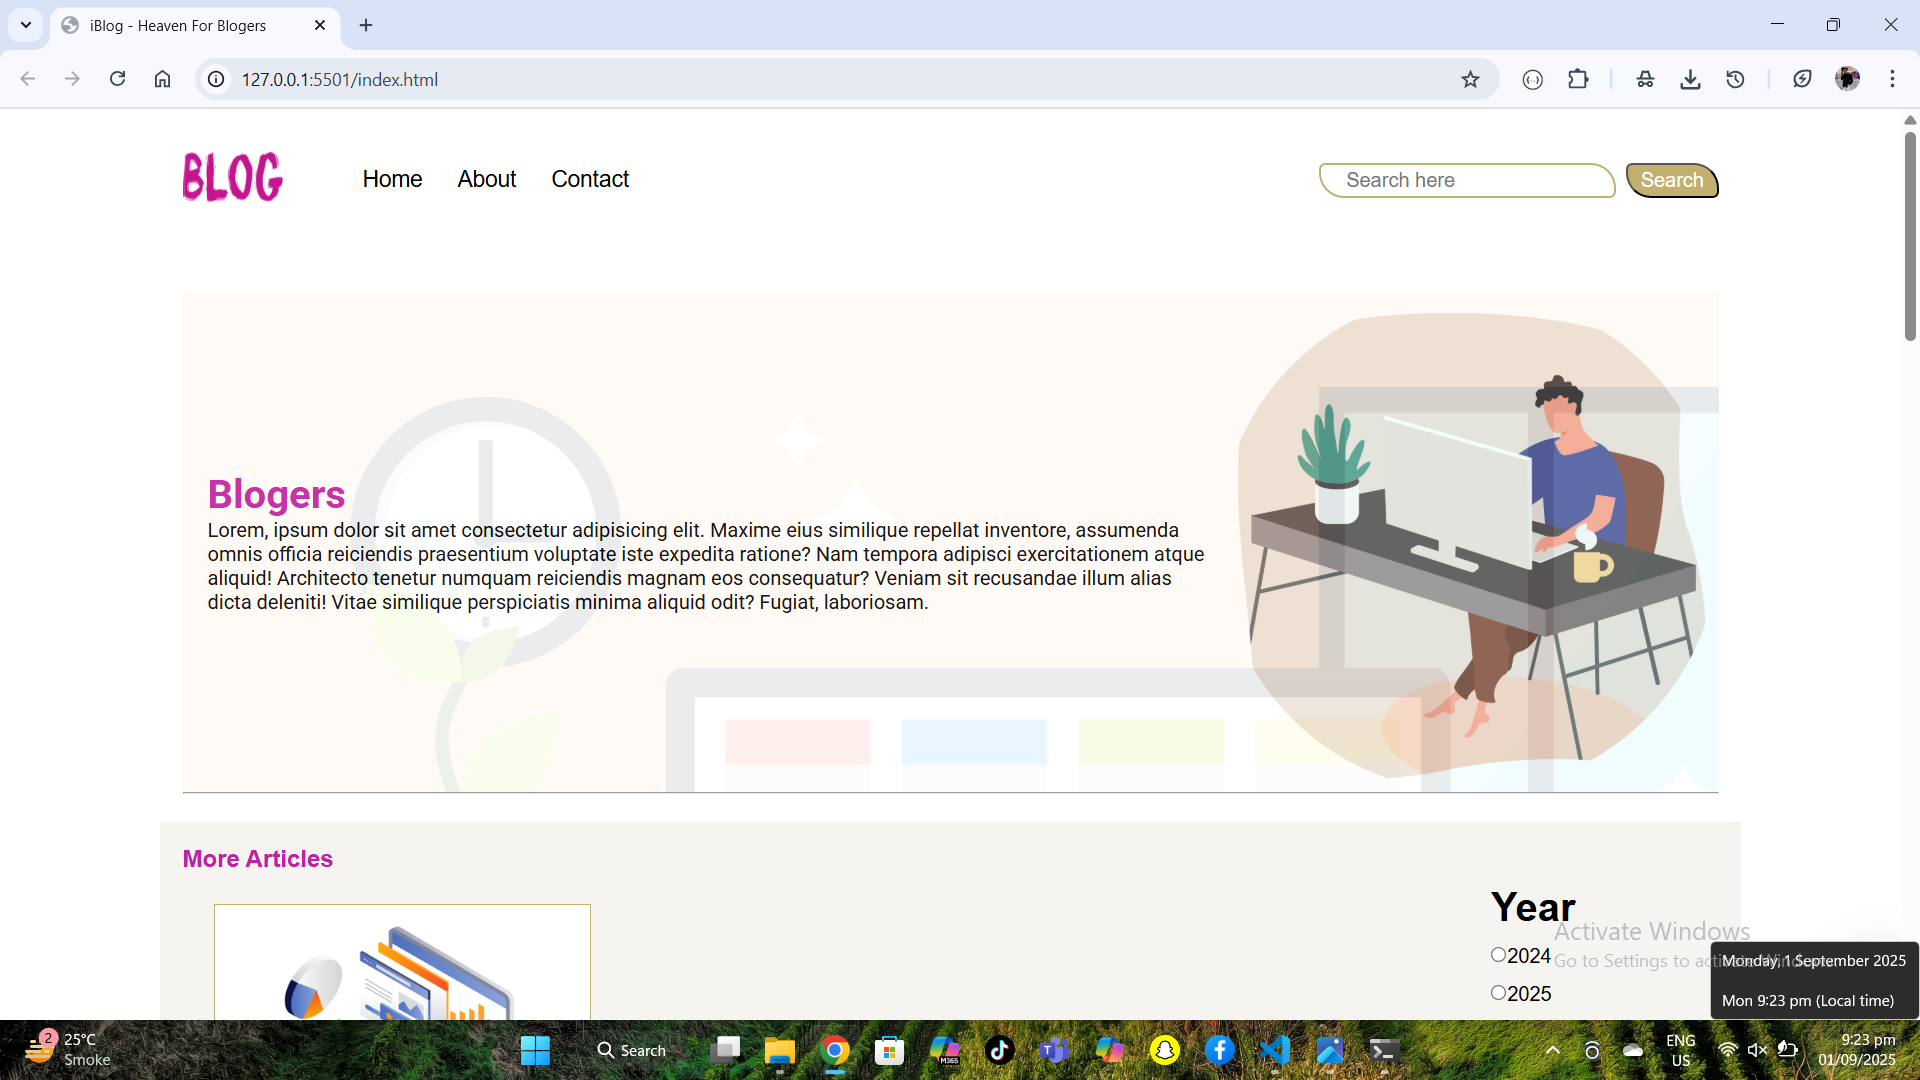 iBlog - Heaven For Blogers
127.0.0.1:5501/index.html
BLOG
Home About Contact
Search here
Search
Blogers
Lorem, ipsum dolor sit amet consectetur adipisicing elit. Maxime eius similique repellat inventore, assumenda
omnis officia reiciendis praesentium voluptate iste expedita ratione? Nam tempora adipisci exercitationem atque
aliquid! Architecto tenetur numquam reiciendis magnam eos consequatur? Veniam sit recusandae illum alias
dicta deleniti! Vitae similique perspiciatis minima aliquid odit? Fugiat, laboriosam.
More Articles
Year
2024
2025
Activate Windows
Go to Settings to activate Windows.
Monday, 1 September 2025
Mon 9:23 pm (Local time)
2
25°C
Smoke
Search
M365
ENG
US
9:23 pm
01/09/2025